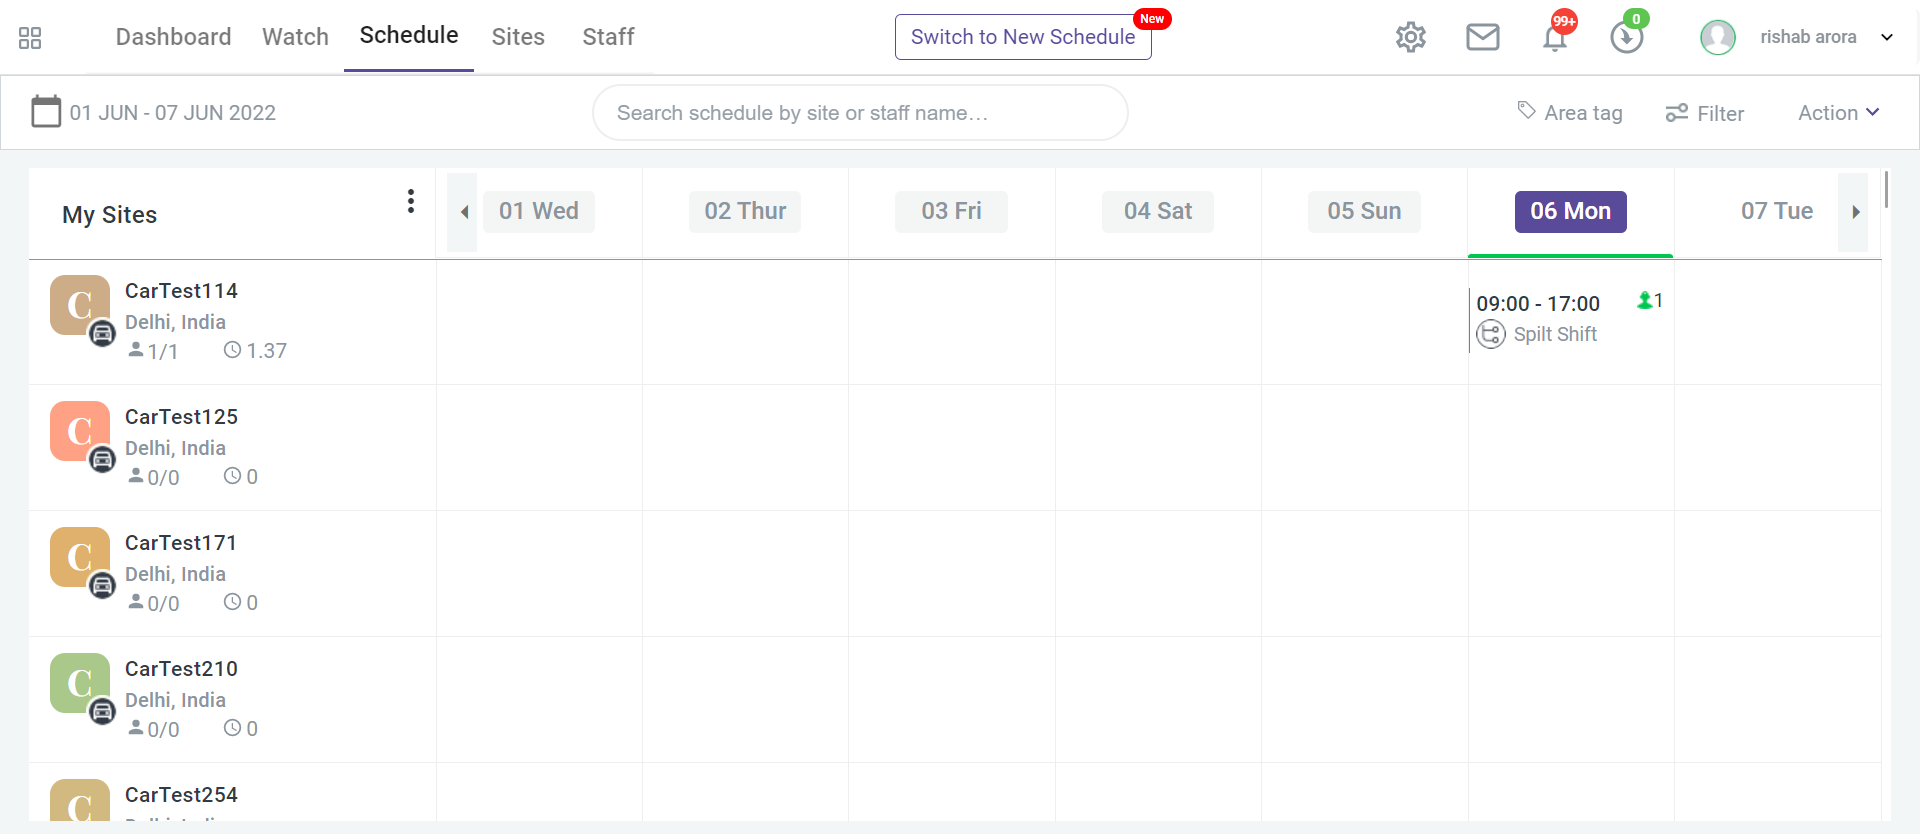 Dashboard Watch Schedule Sites Staff Switch to New Schedule New 99+ 0 rishab arora
01 JUN - 07 JUN 2022 Search schedule by site or staff name... Area tag Filter Action
My Sites 01 Wed 02 Thur 03 Fri 04 Sat 05 Sun 06 Mon 07 Tue
C CarTest114
Delhi, India
1/1 1.37
09:00 - 17:00 1
Spilt Shift
C CarTest125
Delhi, India
0/0 0
C CarTest171
Delhi, India
0/0 0
C CarTest210
Delhi, India
0/0 0
C CarTest254